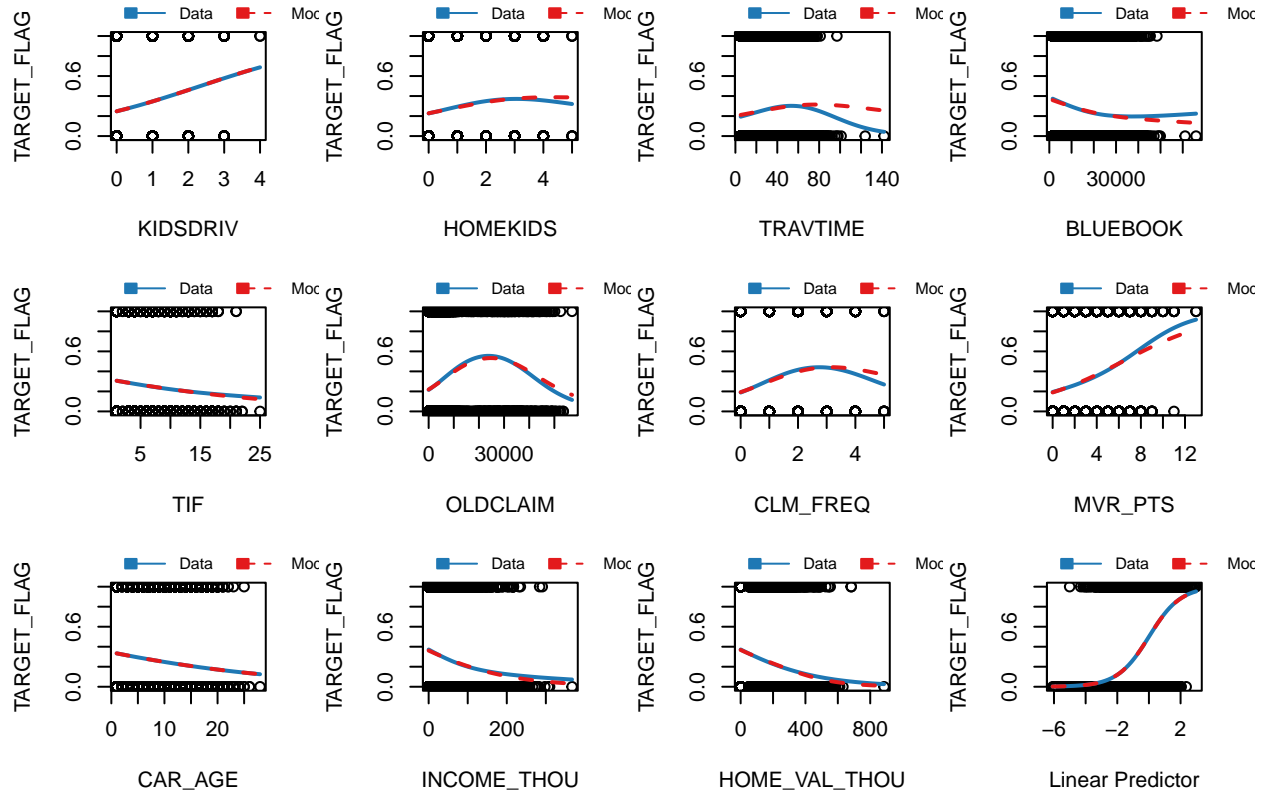 Data Moc Data Moc Data Moc Data Moc
TARGET_FLAG 0.0 0.6 TARGET_FLAG 0.0 0.6 TARGET_FLAG 0.0 0.6 TARGET_FLAG 0.0 0.6
0 1 2 3 4 0 2 4 0 40 80 140 0 30000
KIDSDRIV HOMEKIDS TRAVTIME BLUEBOOK
Data Moc Data Moc Data Moc Data Moc
TARGET_FLAG 0.0 0.6 TARGET_FLAG 0.0 0.6 TARGET_FLAG 0.0 0.6 TARGET_FLAG 0.0 0.6
5 15 25 0 30000 0 2 4 0 4 8 12
TIF OLDCLAIM CLM_FREQ MVR_PTS
Data Moc Data Moc Data Moc Data Moc
TARGET_FLAG 0.0 0.6 TARGET_FLAG 0.0 0.6 TARGET_FLAG 0.0 0.6 TARGET_FLAG 0.0 0.6
0 10 20 0 200 0 400 800 −6 −2 2
CAR_AGE INCOME_THOU HOME_VAL_THOU Linear Predictor